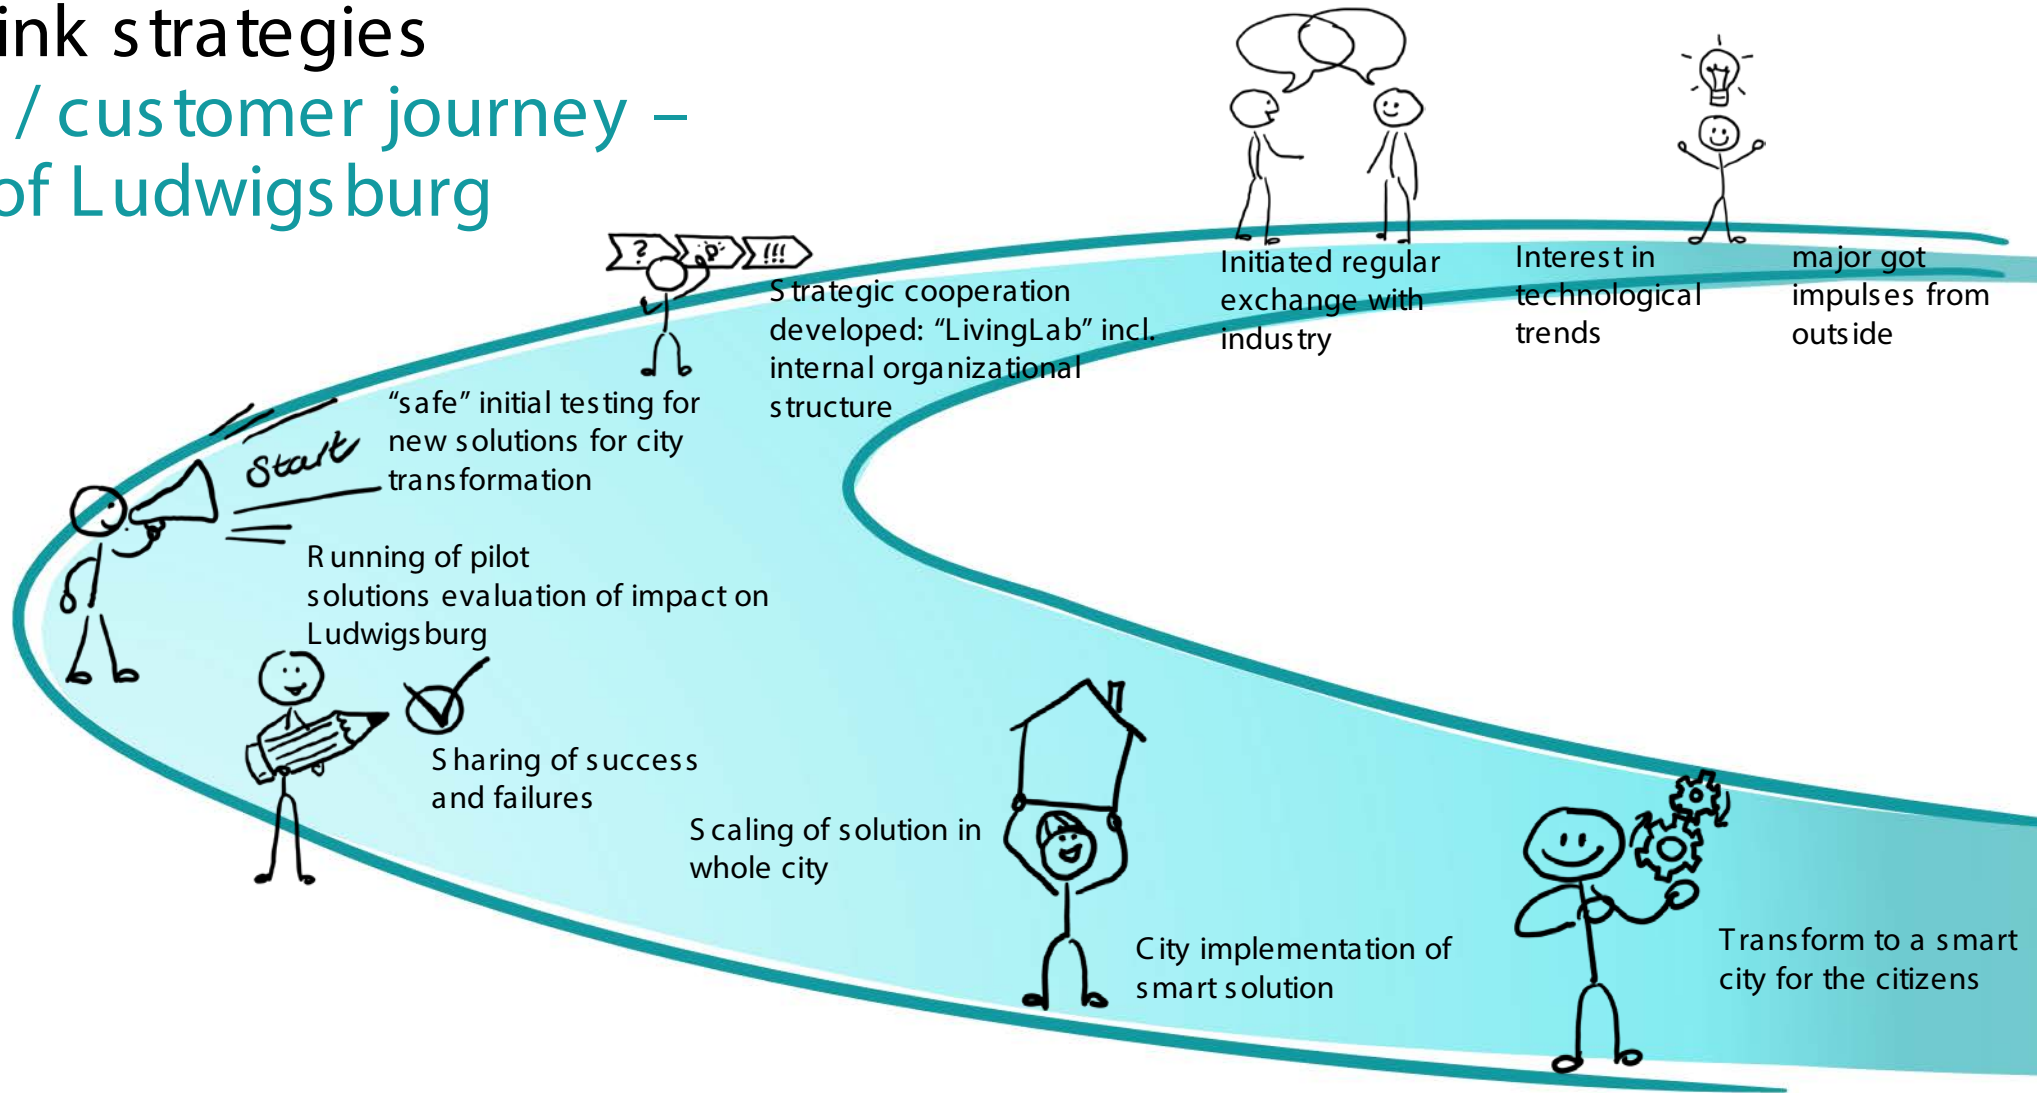 ink strategies
/ customer journey –
of Ludwigsburg
? !!!
Initiated regular
exchange with
industry
Interest in
technological
trends
major got
impulses from
outside
Strategic cooperation
developed: “LivingLab” incl.
internal organizational
structure
“safe” initial testing for
new solutions for city
transformation
Start
Running of pilot
solutions evaluation of impact on
Ludwigsburg
Sharing of success
and failures
Scaling of solution in
whole city
City implementation of
smart solution
Transform to a smart
city for the citizens